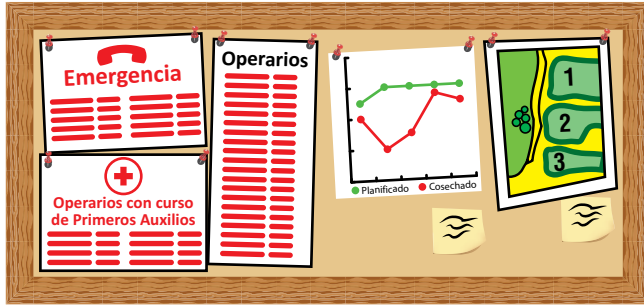 Emergencia
Operarios con curso
de Primeros Auxilios
Operarios
Planificado
Cosechado
1
2
3